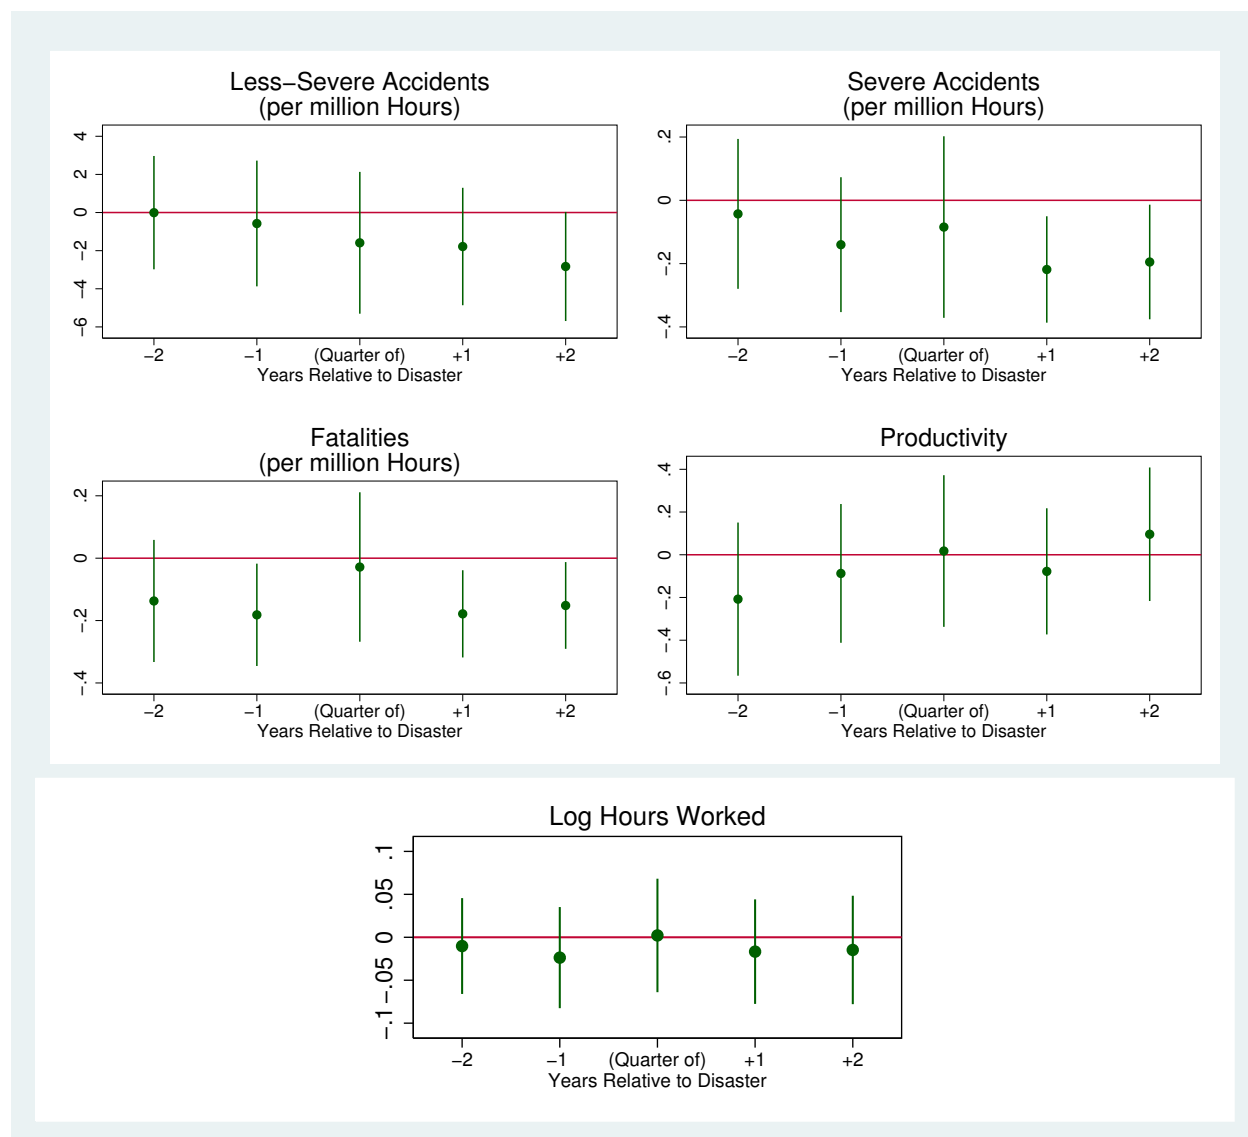 Less−Severe Accidents
(per million Hours)
4
2
0
−2
−4
−6
−2
−1
(Quarter of)
+1
+2
Years Relative to Disaster
Severe Accidents
(per million Hours)
.2
0
−.2
−.4
−2
−1
(Quarter of)
+1
+2
Years Relative to Disaster
Fatalities
(per million Hours)
.2
0
−.2
−.4
−2
−1
(Quarter of)
+1
+2
Years Relative to Disaster
Productivity
.4
.2
0
−.2
−.4
−.6
−2
−1
(Quarter of)
+1
+2
Years Relative to Disaster
Log Hours Worked
.1
.05
0
−.05
−.1
−2
−1
(Quarter of)
+1
+2
Years Relative to Disaster